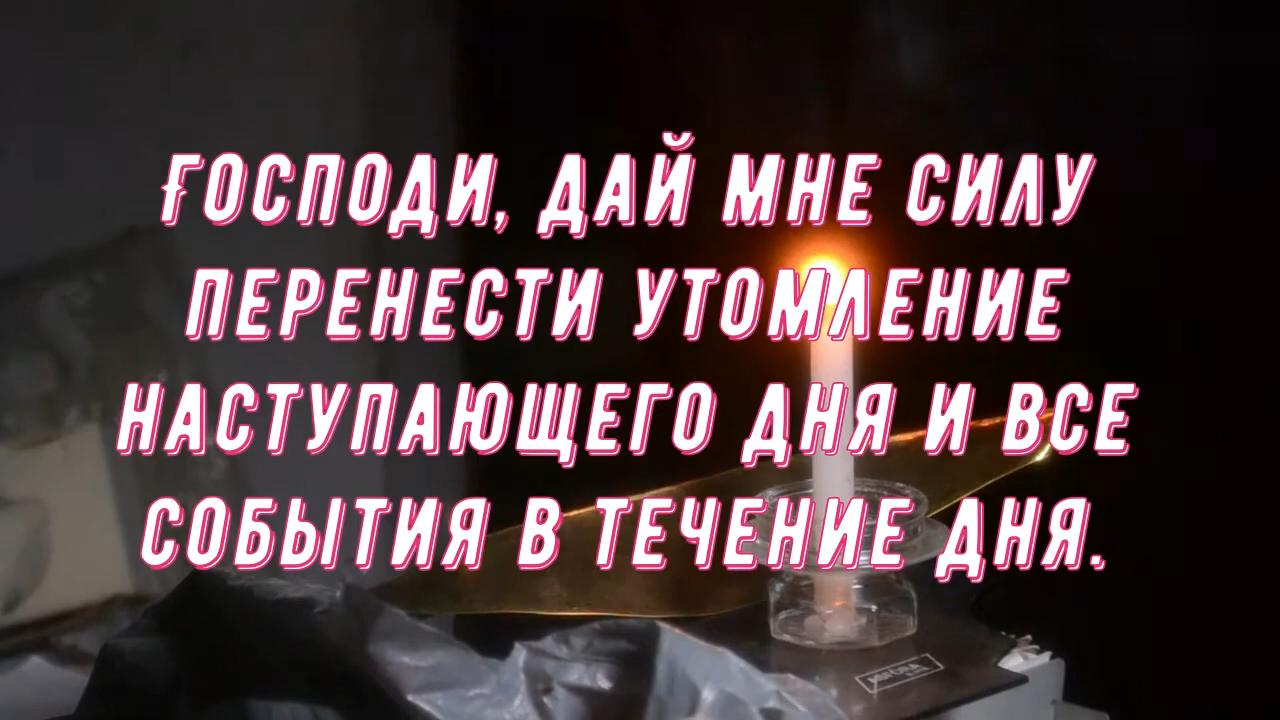 Господи, дай мне силу
перенести утомление
наступающего дня и все
события в течение дня.